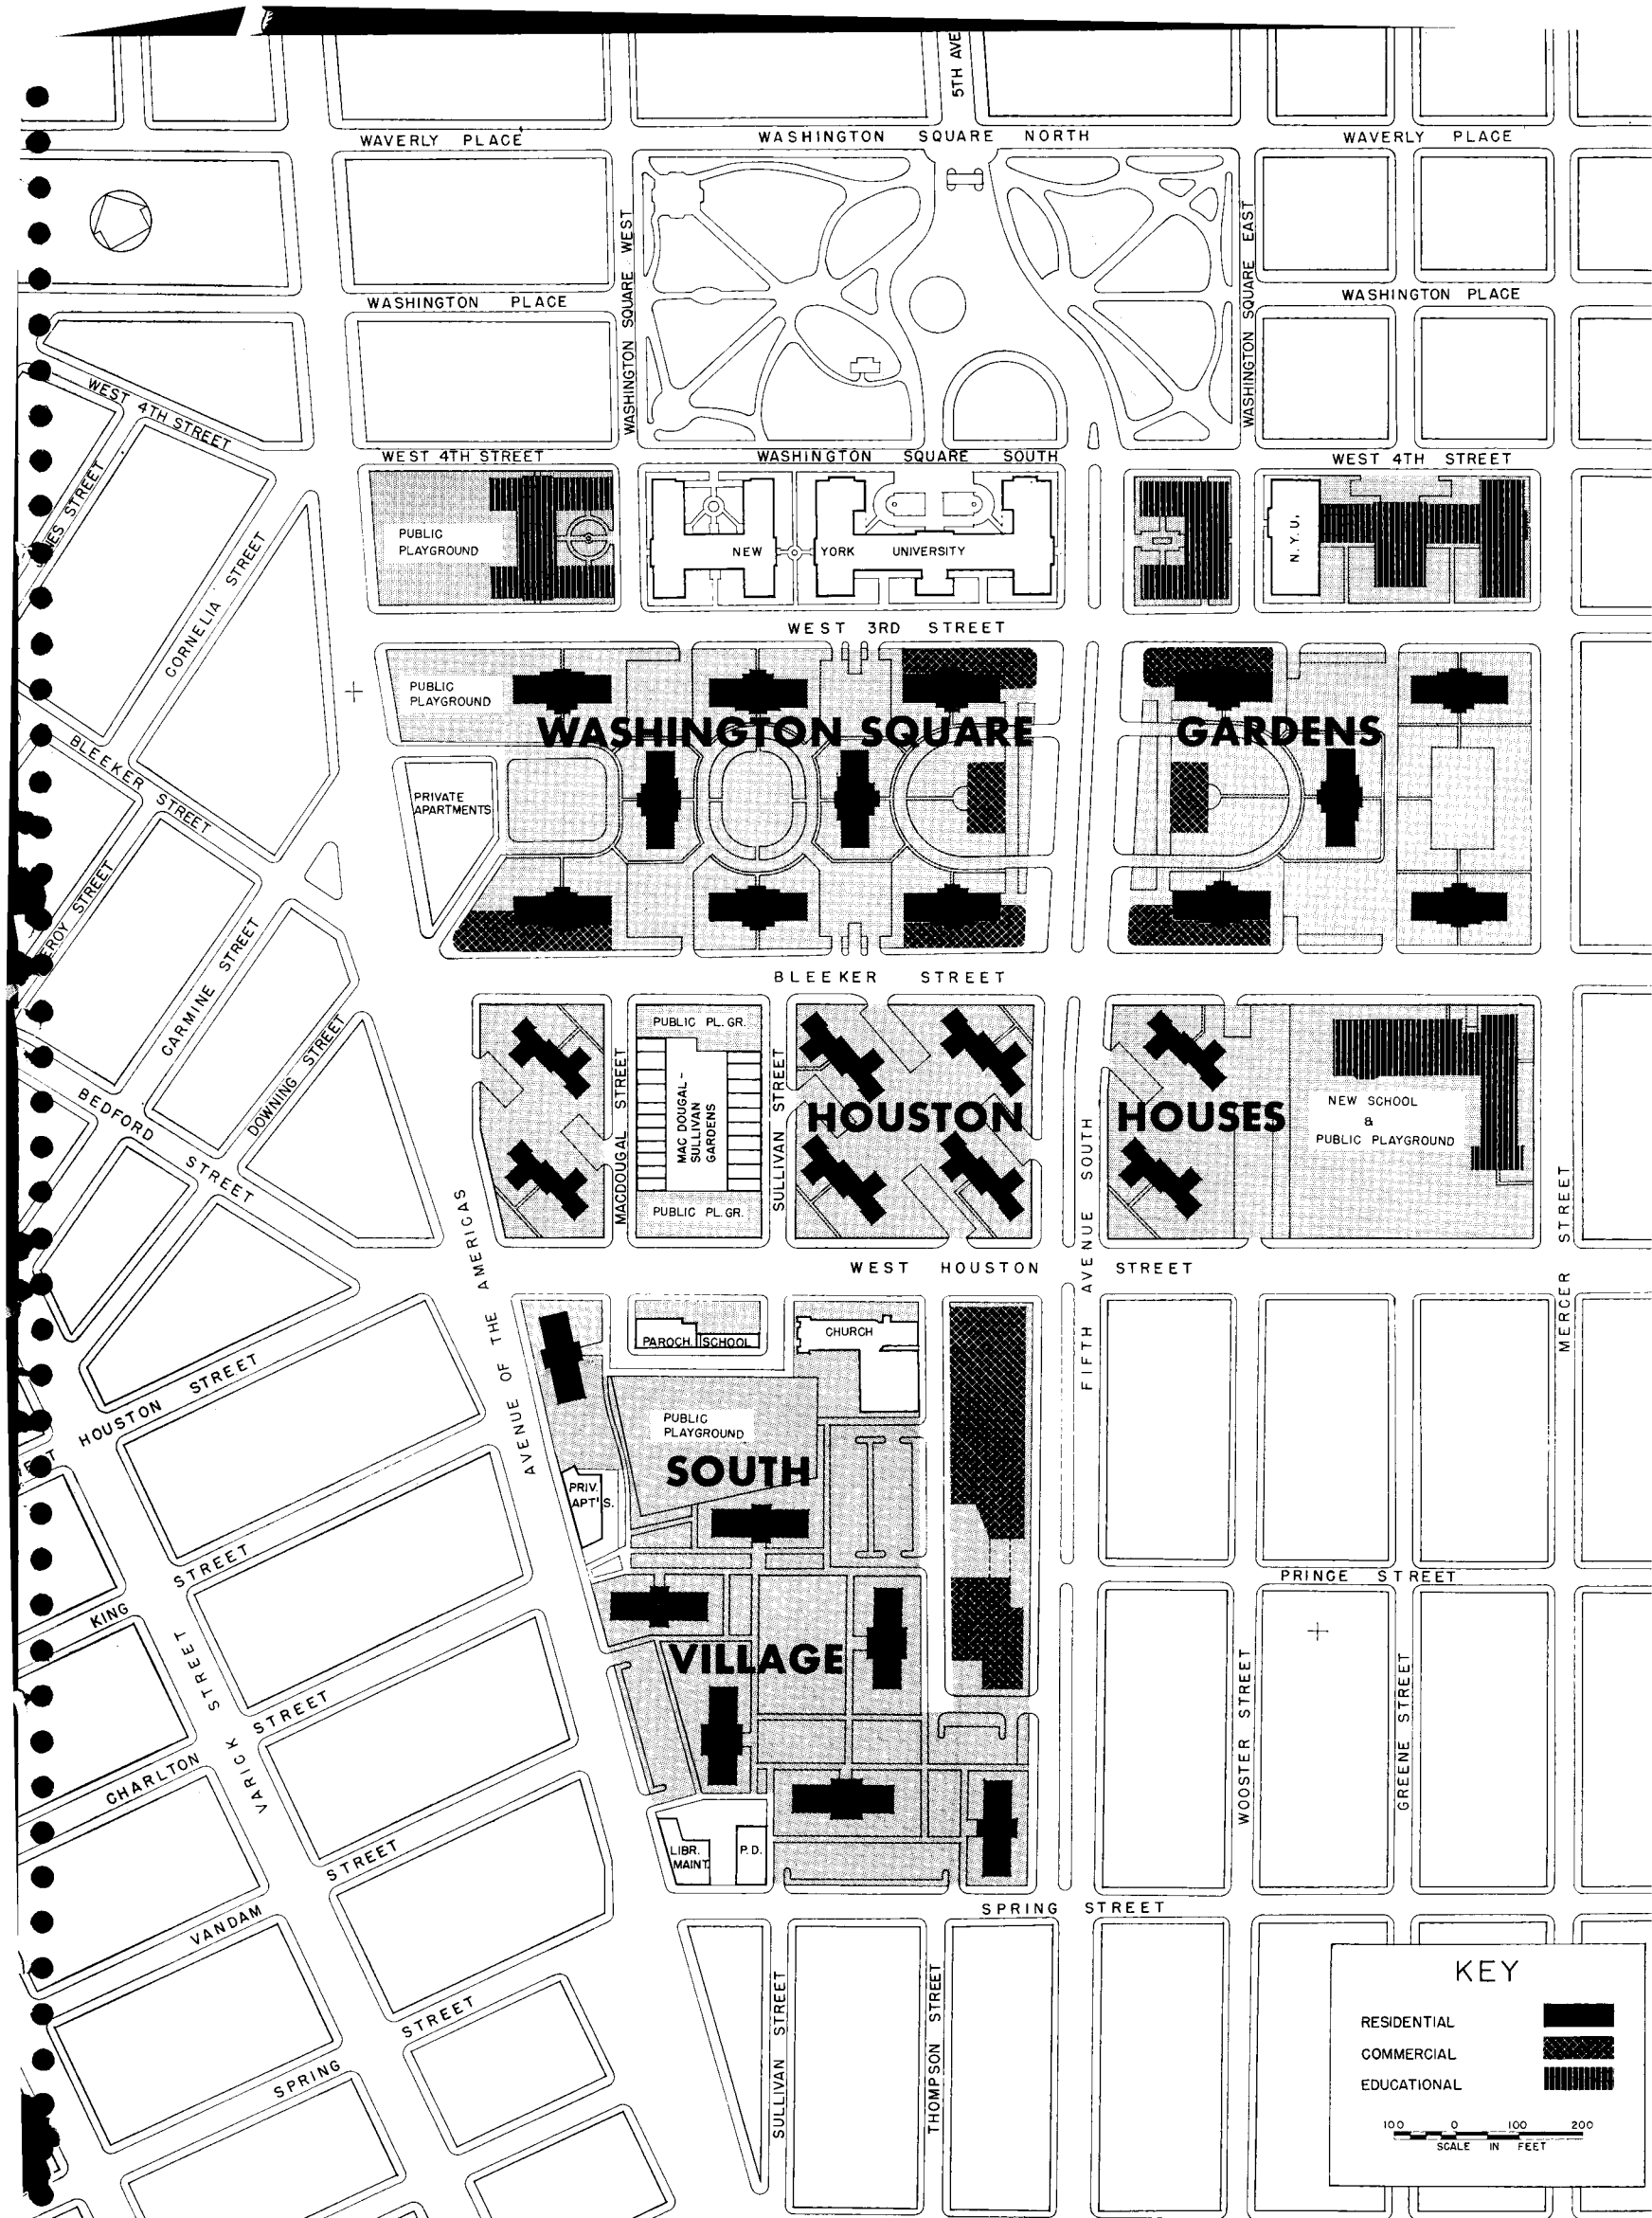 5TH AVE
WAVERLY PLACE
WASHINGTON SQUARE NORTH
WAVERLY PLACE
WASHINGTON SQUARE WEST
WASHINGTON SQUARE EAST
WASHINGTON PLACE
WASHINGTON PLACE
WEST 4TH STREET
WEST 4TH STREET
WASHINGTON SQUARE SOUTH
WEST 4TH STREET
STREET
PUBLIC
PLAYGROUND
NEW YORK UNIVERSITY
N.Y.U.
CORNELIA STREET
WEST 3RD STREET
PUBLIC
PLAYGROUND
WASHINGTON SQUARE GARDENS
BLEEKER STREET
PRIVATE
APARTMENTS
STREET
CARMINE STREET
BLEEKER STREET
DOWNING STREET
BEDFORD STREET
PUBLIC PL. GR.
MACDOUGAL STREET
MAC DOUGAL -
SULLIVAN
GARDENS
PUBLIC PL. GR.
SULLIVAN STREET
HOUSTON HOUSES
NEW SCHOOL
&
PUBLIC PLAYGROUND
FIFTH AVENUE SOUTH
MERCER STREET
AVENUE OF THE AMERICAS
WEST HOUSTON STREET
HOUSTON STREET
PAROCH. SCHOOL
CHURCH
PUBLIC
PLAYGROUND
SOUTH
PRIV.
APT'S.
VILLAGE
KING STREET
PRINCE STREET
VARICK STREET
CHARLTON STREET
WOOSTER STREET
GREENE STREET
VANDAM STREET
LIBR.
MAINT.
P.D.
SPRING STREET
SPRING STREET
SULLIVAN STREET
THOMPSON STREET
KEY
RESIDENTIAL
COMMERCIAL
EDUCATIONAL
100 0 100 200
SCALE IN FEET